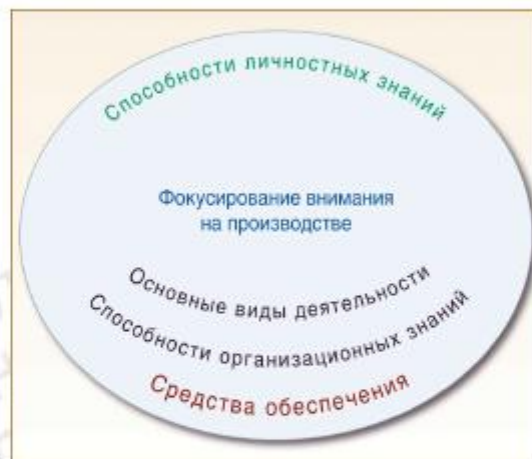 Способности личностных знаний
Фокусирование внимания
на производстве
Основные виды деятельности
Способности организационных знаний
Средства обеспечения